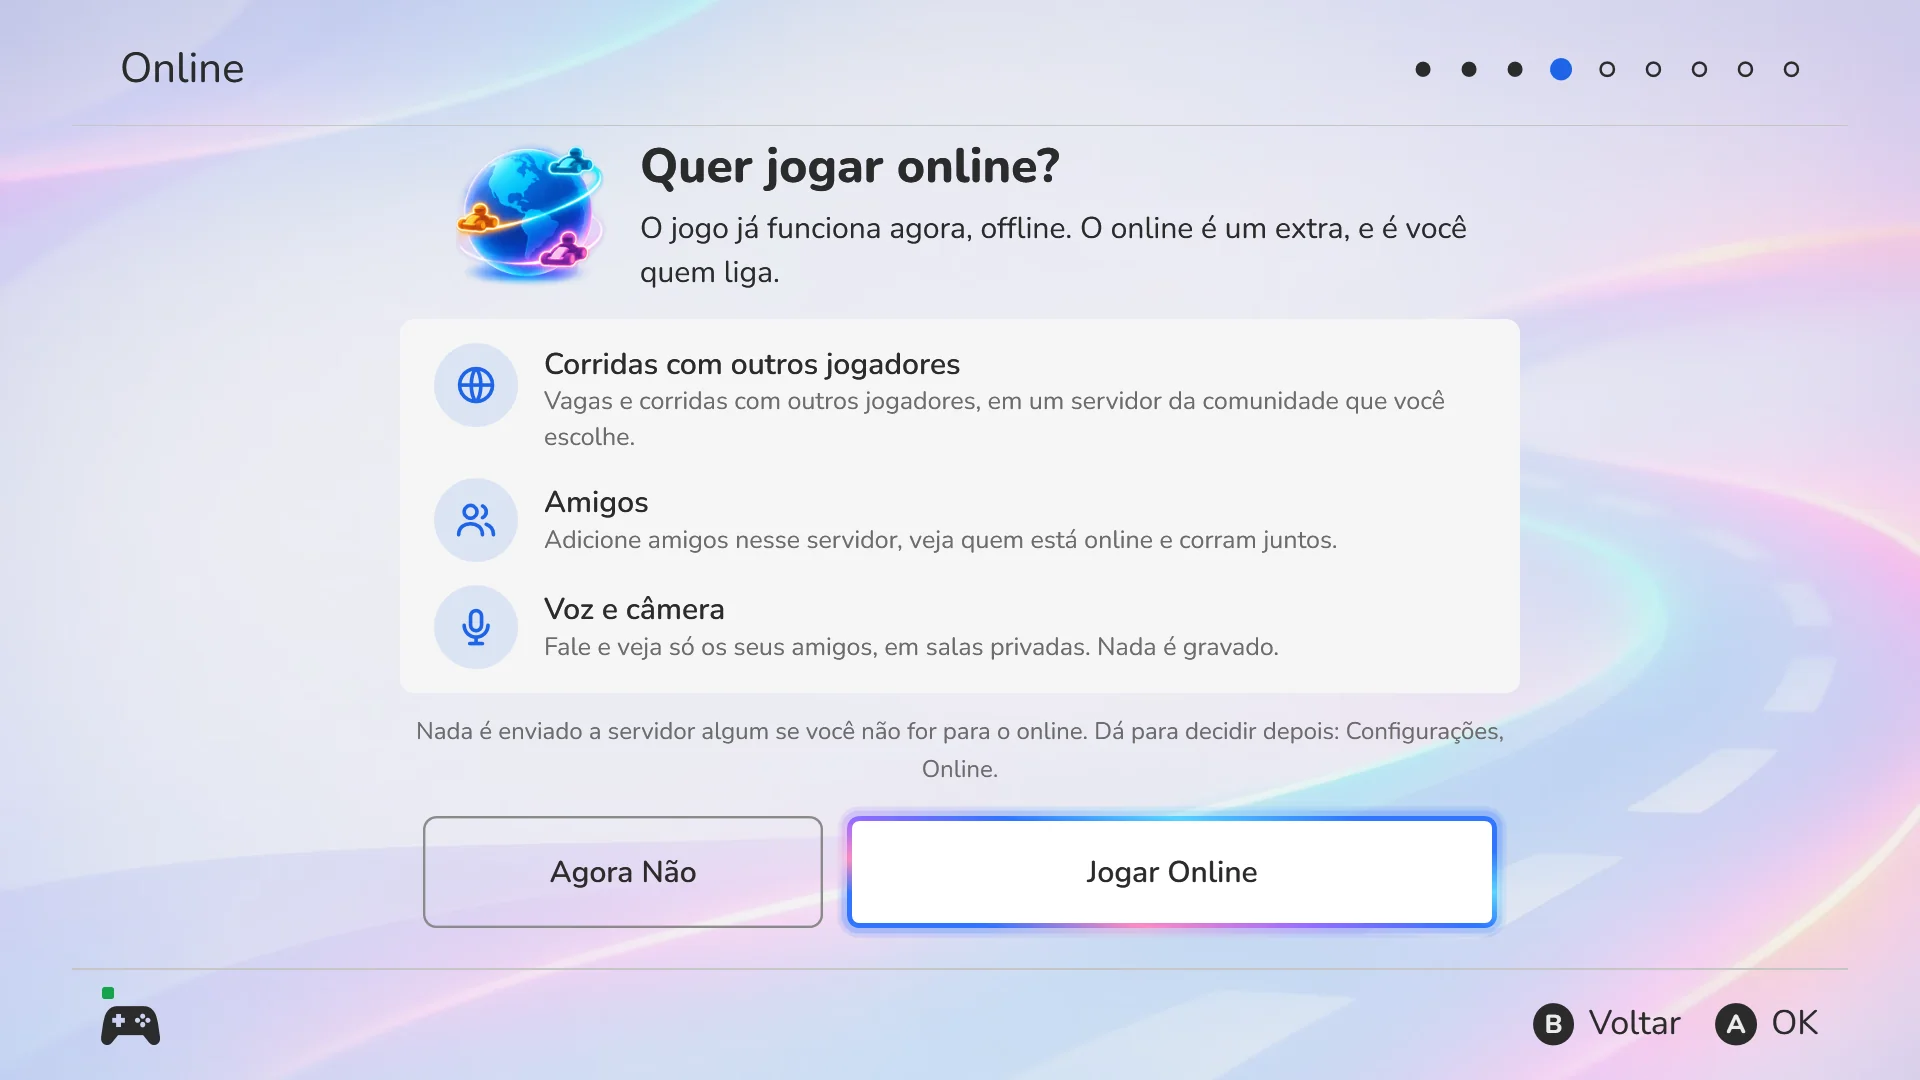 Online
Quer jogar online?
O jogo já funciona agora, offline. O online é um extra, e é você
quem liga.
Corridas com outros jogadores
Vagas e corridas com outros jogadores, em um servidor da comunidade que você
escolhe.
Amigos
Adicione amigos nesse servidor, veja quem está online e corram juntos.
Voz e câmera
Fale e veja só os seus amigos, em salas privadas. Nada é gravado.
Nada é enviado a servidor algum se você não for para o online. Dá para decidir depois: Configurações,
Online.
Agora Não
Jogar Online
B Voltar A OK